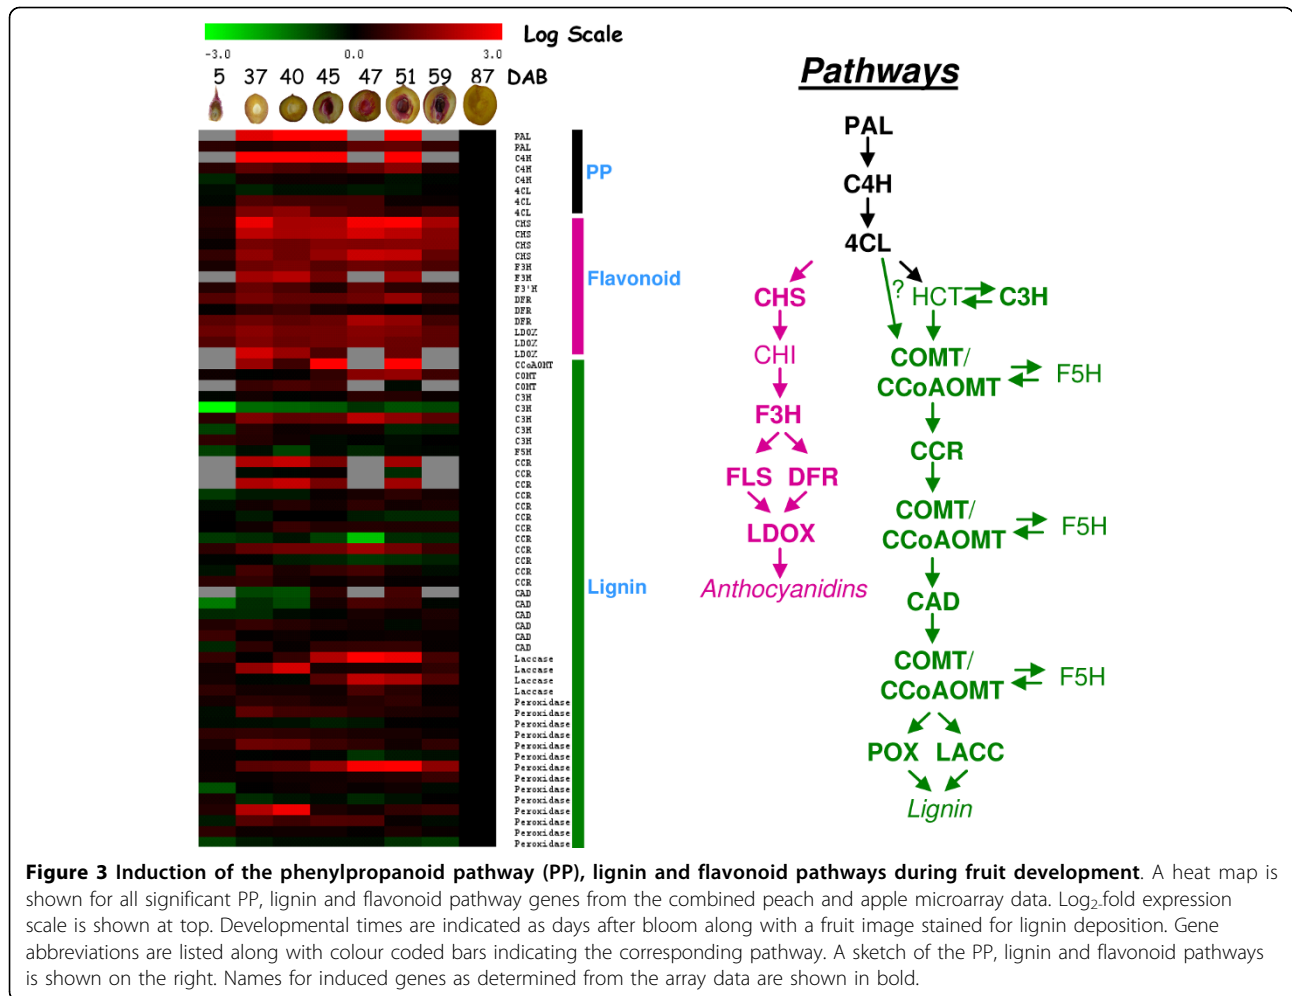 Log Scale
-3.0 0.0 3.0
5 37 40 45 47 51 59 87 DAB
PAL
PAL
C4H
C4H
C4H
4CL
4CL
4CL
CHS
CHS
CHS
CHS
F3H
F3H
F3'H
DFR
DFR
DFR
LDOX
LDOX
LDOX
CCoAOMT
COMT
COMT
C3H
C3H
C3H
C3H
C3H
F5H
CCR
CCR
CCR
CCR
CCR
CCR
CCR
CCR
CCR
CCR
CCR
CCR
CAD
CAD
CAD
CAD
CAD
CAD
Laccase
Laccase
Laccase
Laccase
Peroxidase
Peroxidase
Peroxidase
Peroxidase
Peroxidase
Peroxidase
Peroxidase
Peroxidase
Peroxidase
Peroxidase
Peroxidase
Peroxidase
Peroxidase
Peroxidase
PP
Flavonoid
Lignin
Pathways
PAL
C4H
4CL
CHS
CHI
F3H
FLS DFR
LDOX
Anthocyanidins
? HCT C3H
COMT/
CCoAOMT F5H
CCR
COMT/
CCoAOMT F5H
CAD
COMT/
CCoAOMT F5H
POX LACC
Lignin
Figure 3 Induction of the phenylpropanoid pathway (PP), lignin and flavonoid pathways during fruit development. A heat map is
shown for all significant PP, lignin and flavonoid pathway genes from the combined peach and apple microarray data. Log2-fold expression
scale is shown at top. Developmental times are indicated as days after bloom along with a fruit image stained for lignin deposition. Gene
abbreviations are listed along with colour coded bars indicating the corresponding pathway. A sketch of the PP, lignin and flavonoid pathways
is shown on the right. Names for induced genes as determined from the array data are shown in bold.